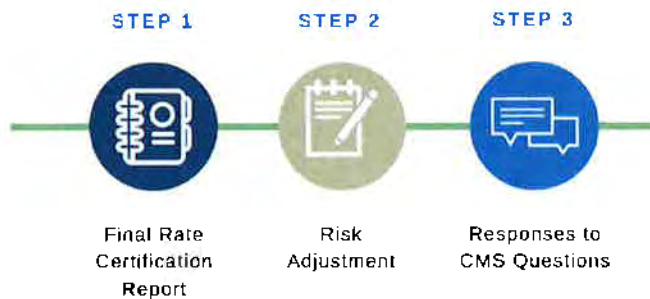 STEP 1
STEP 2
STEP 3
Final Rate
Certification
Report
Risk
Adjustment
Responses to
CMS Questions